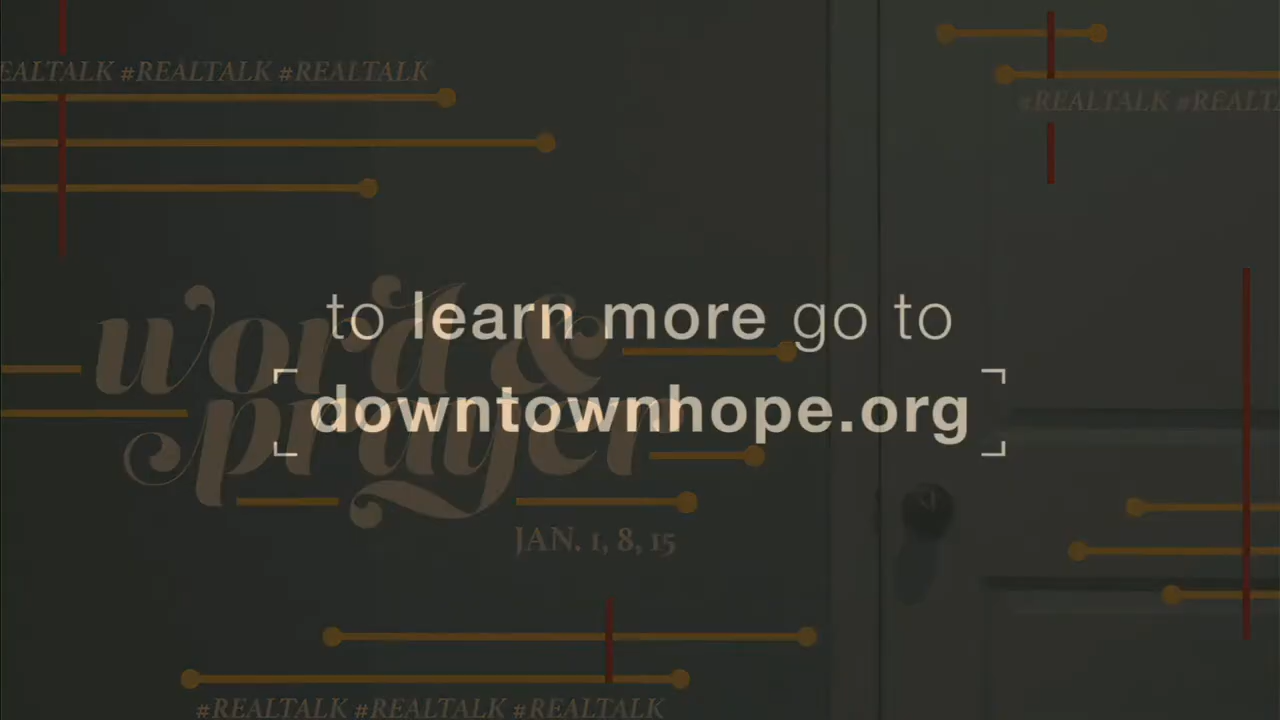 EALTALK #REALTALK #REALTALK
#REALTALK #REALT
to learn more go to
downtownhope.org
word &
prayer
JAN. 1, 8, 15
#REALTALK #REALTALK #REALTALK